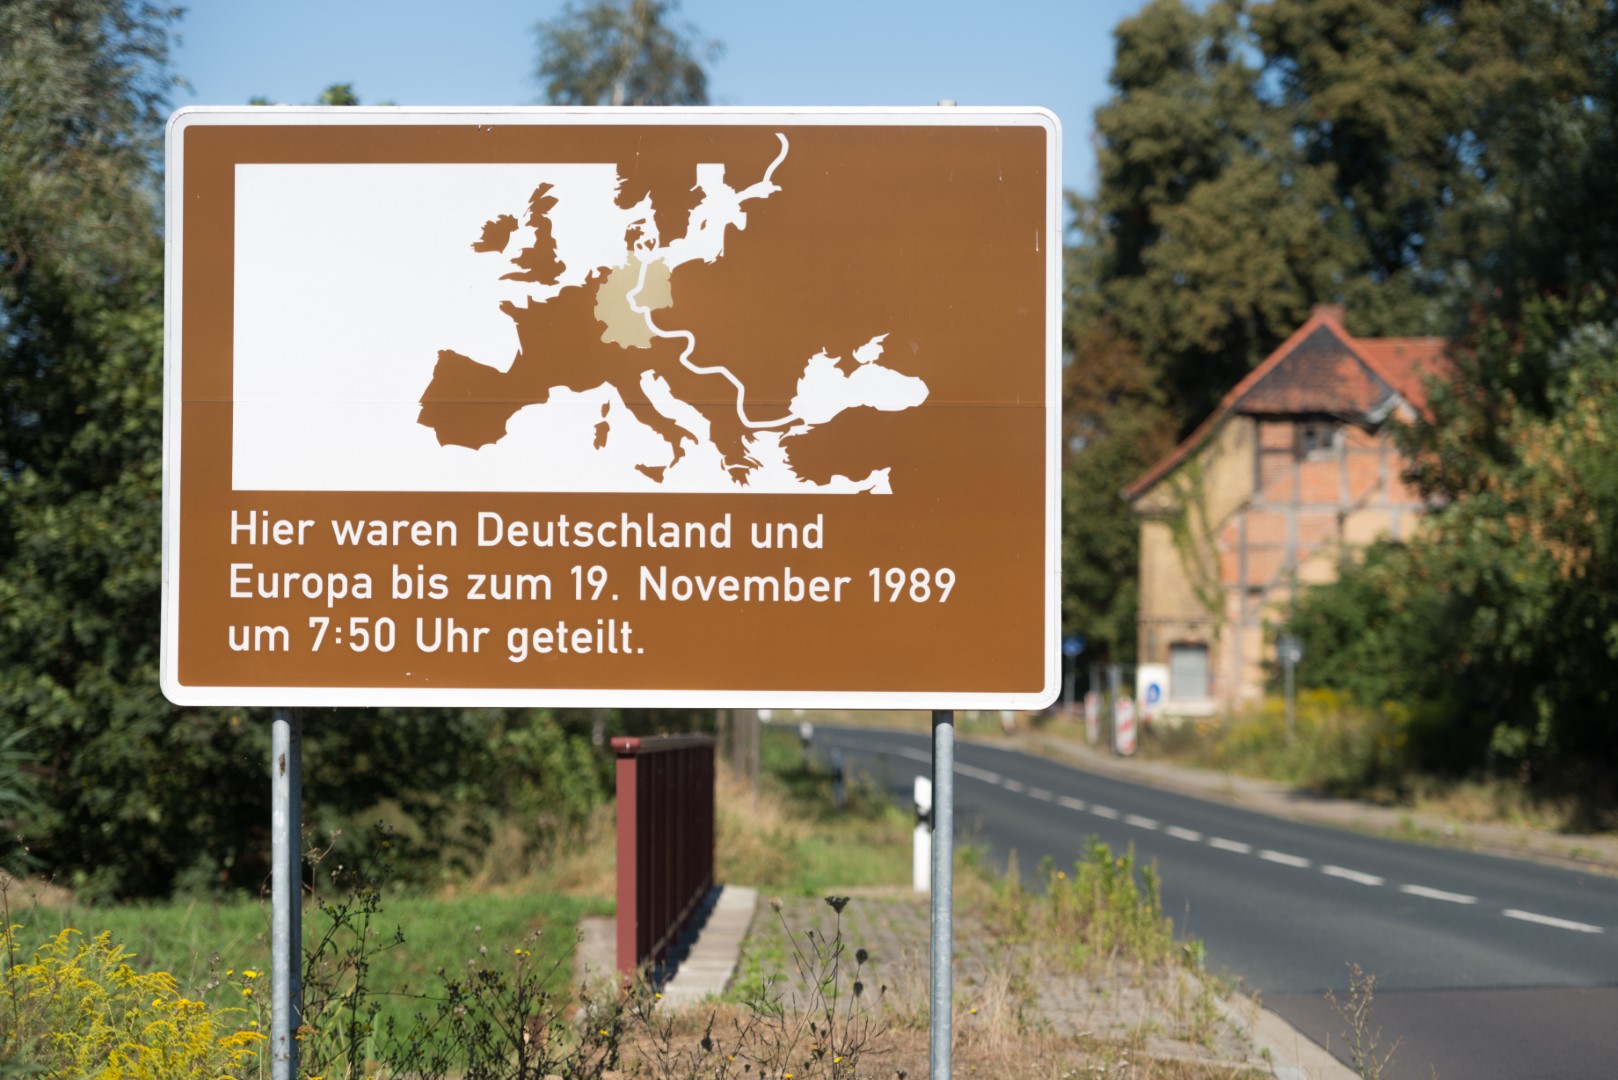 Hier waren Deutschland und
Europa bis zum 19. November 1989
um 7:50 Uhr geteilt.